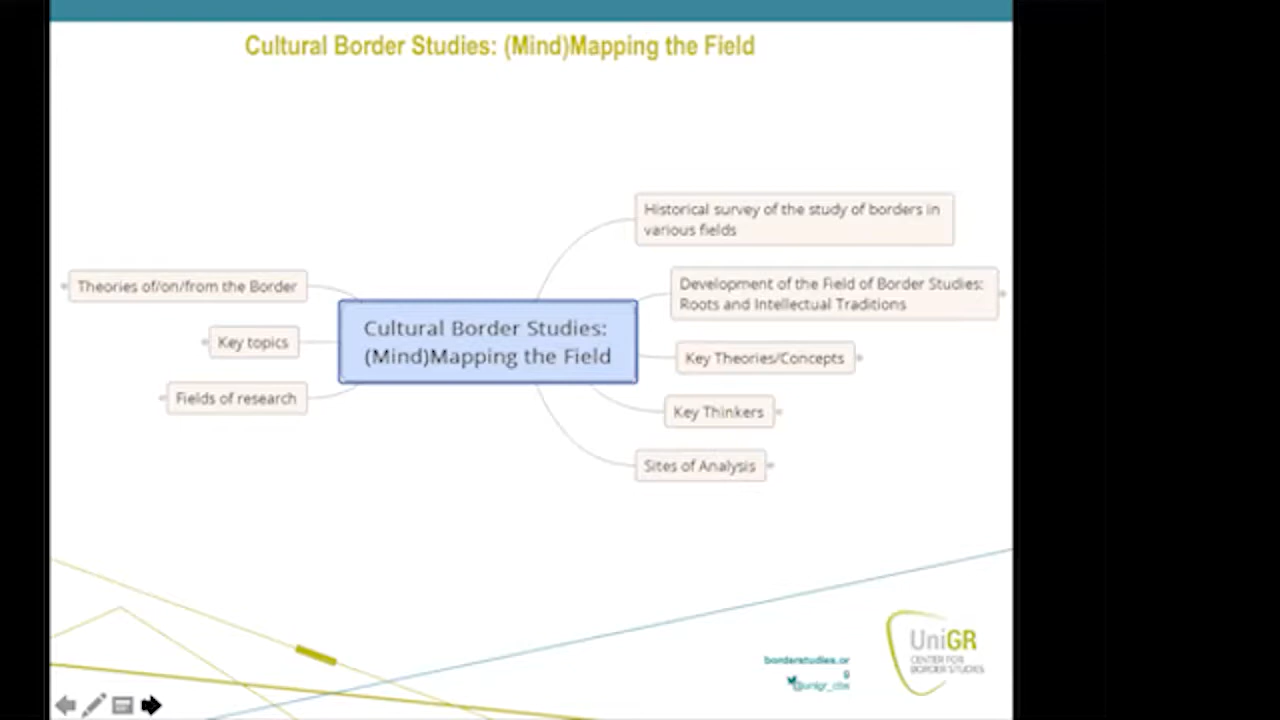 Cultural Border Studies: (Mind)Mapping the Field
Historical survey of the study of borders in
various fields
Theories of/on/from the Border
Development of the Field of Border Studies:
Roots and Intellectual Traditions
Cultural Border Studies:
(Mind)Mapping the Field
Key topics
Key Theories/Concepts
Fields of research
Key Thinkers
Sites of Analysis
UniGR
CENTER FOR
BORDER STUDIES
borderstudies.or
g
@unigr_cbs